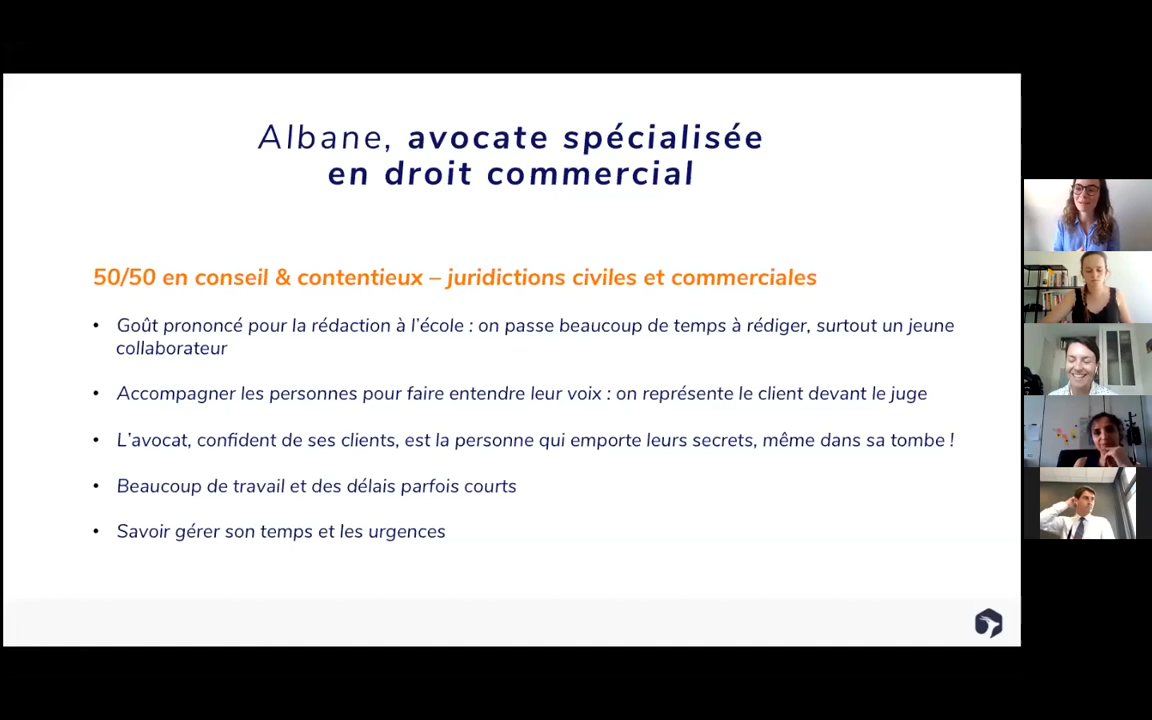 Albane, avocate spécialisée
en droit commercial
50/50 en conseil & contentieux – juridictions civiles et commerciales
• Goût prononcé pour la rédaction à l’école : on passe beaucoup de temps à rédiger, surtout un jeune
collaborateur
• Accompagner les personnes pour faire entendre leur voix : on représente le client devant le juge
• L’avocat, confident de ses clients, est la personne qui emporte leurs secrets, même dans sa tombe !
• Beaucoup de travail et des délais parfois courts
• Savoir gérer son temps et les urgences